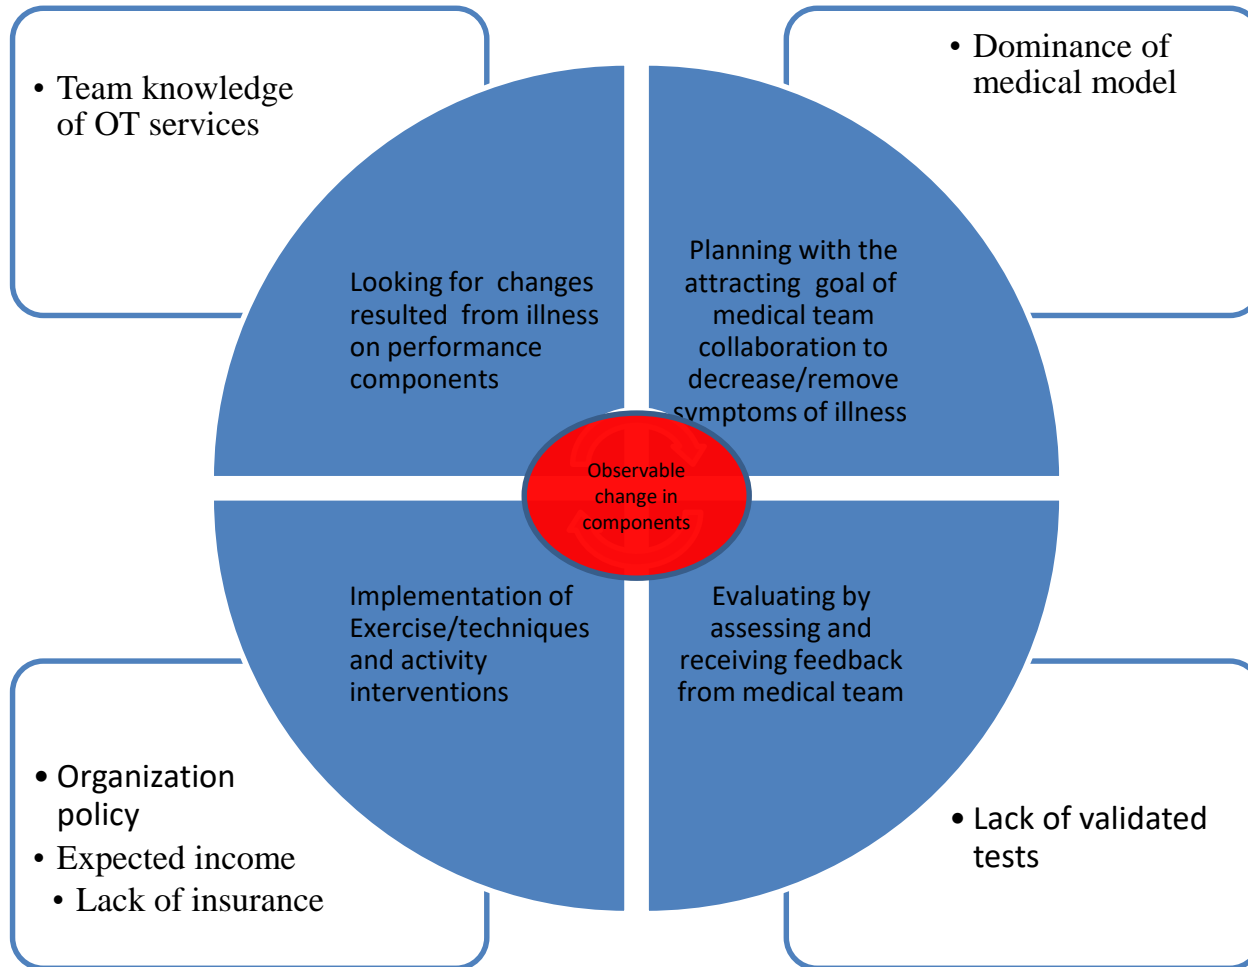 • Team knowledge
of OT services
• Dominance of
medical model
Looking for changes
resulted from illness
on performance
components
Planning with the
attracting goal of
medical team
collaboration to
decrease/remove
symptoms of illness
Observable
change in
components
Implementation of
Exercise/techniques
and activity
interventions
Evaluating by
assessing and
receiving feedback
from medical team
• Organization
policy
• Expected income
• Lack of insurance
• Lack of validated
tests